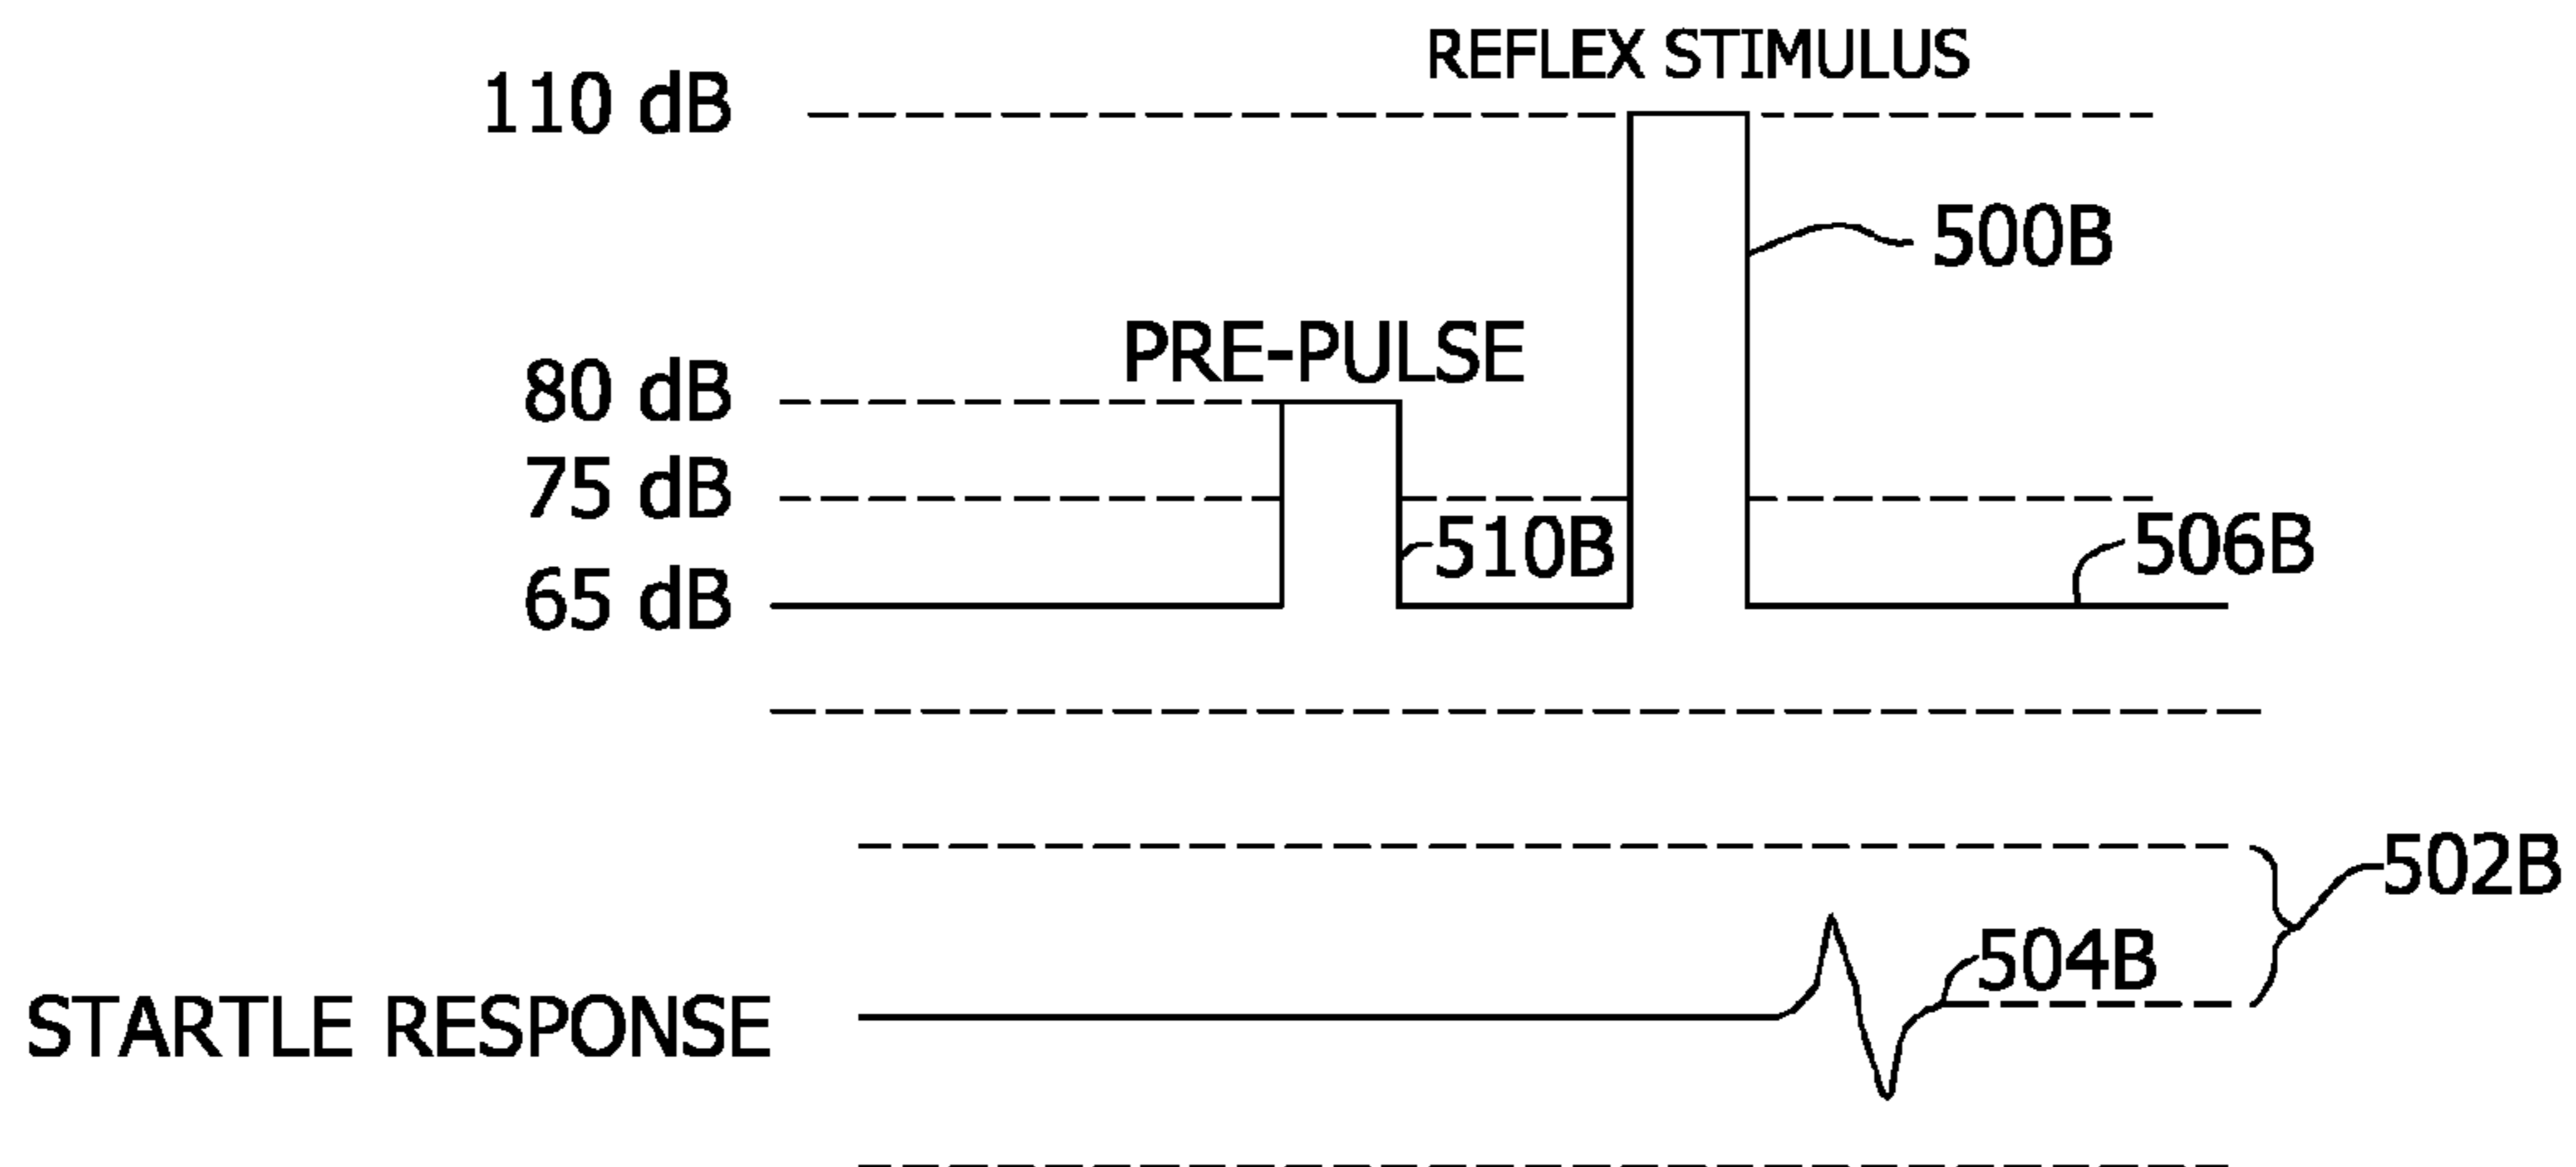 REFLEX STIMULUS
110 dB
500B
PRE-PULSE
80 dB
75 dB
510B
506B
65 dB
502B
504B
STARTLE RESPONSE